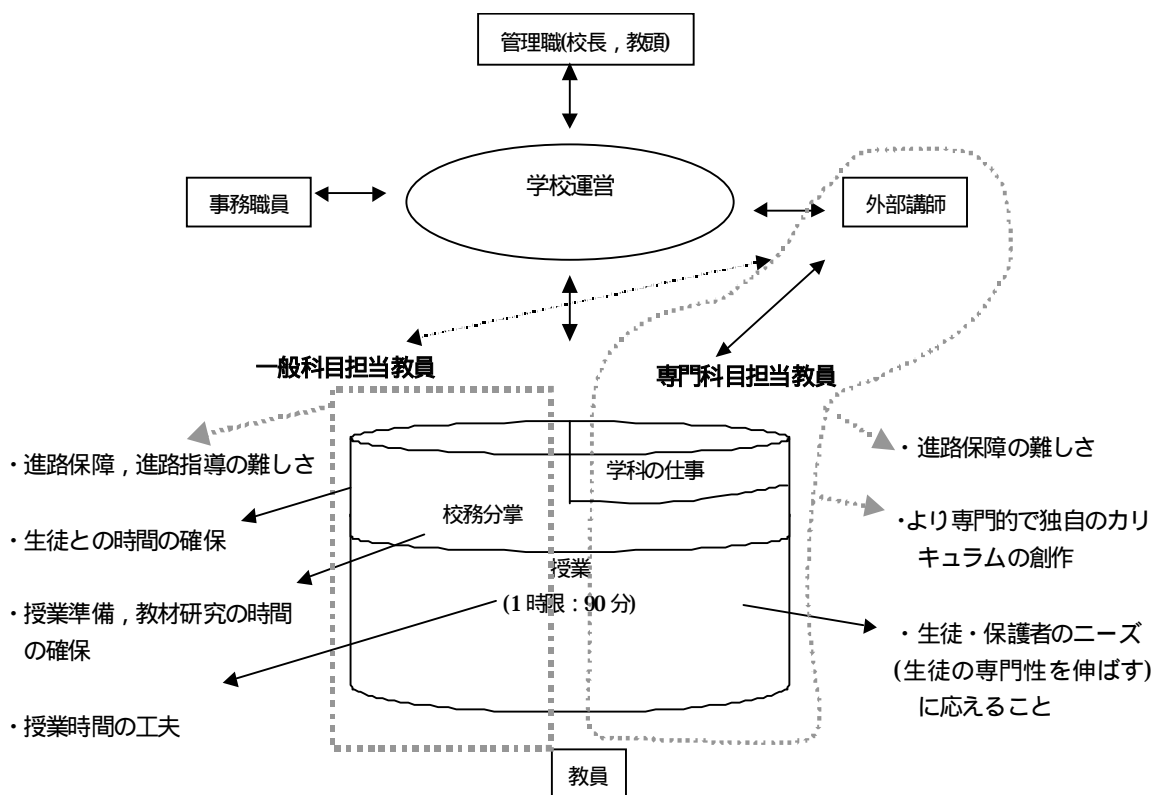 管理職(校長，教頭)
学校運営
事務職員
外部講師
一般科目担当教員
専門科目担当教員
・進路保障，進路指導の難しさ
・生徒との時間の確保
・授業準備，教材研究の時間
の確保
・授業時間の工夫
学科の仕事
校務分掌
授業
(1 時限：90 分)
・進路保障の難しさ
・より専門的で独自のカリ
キュラムの創作
・生徒・保護者のニーズ
(生徒の専門性を伸ばす)
に応えること
教員